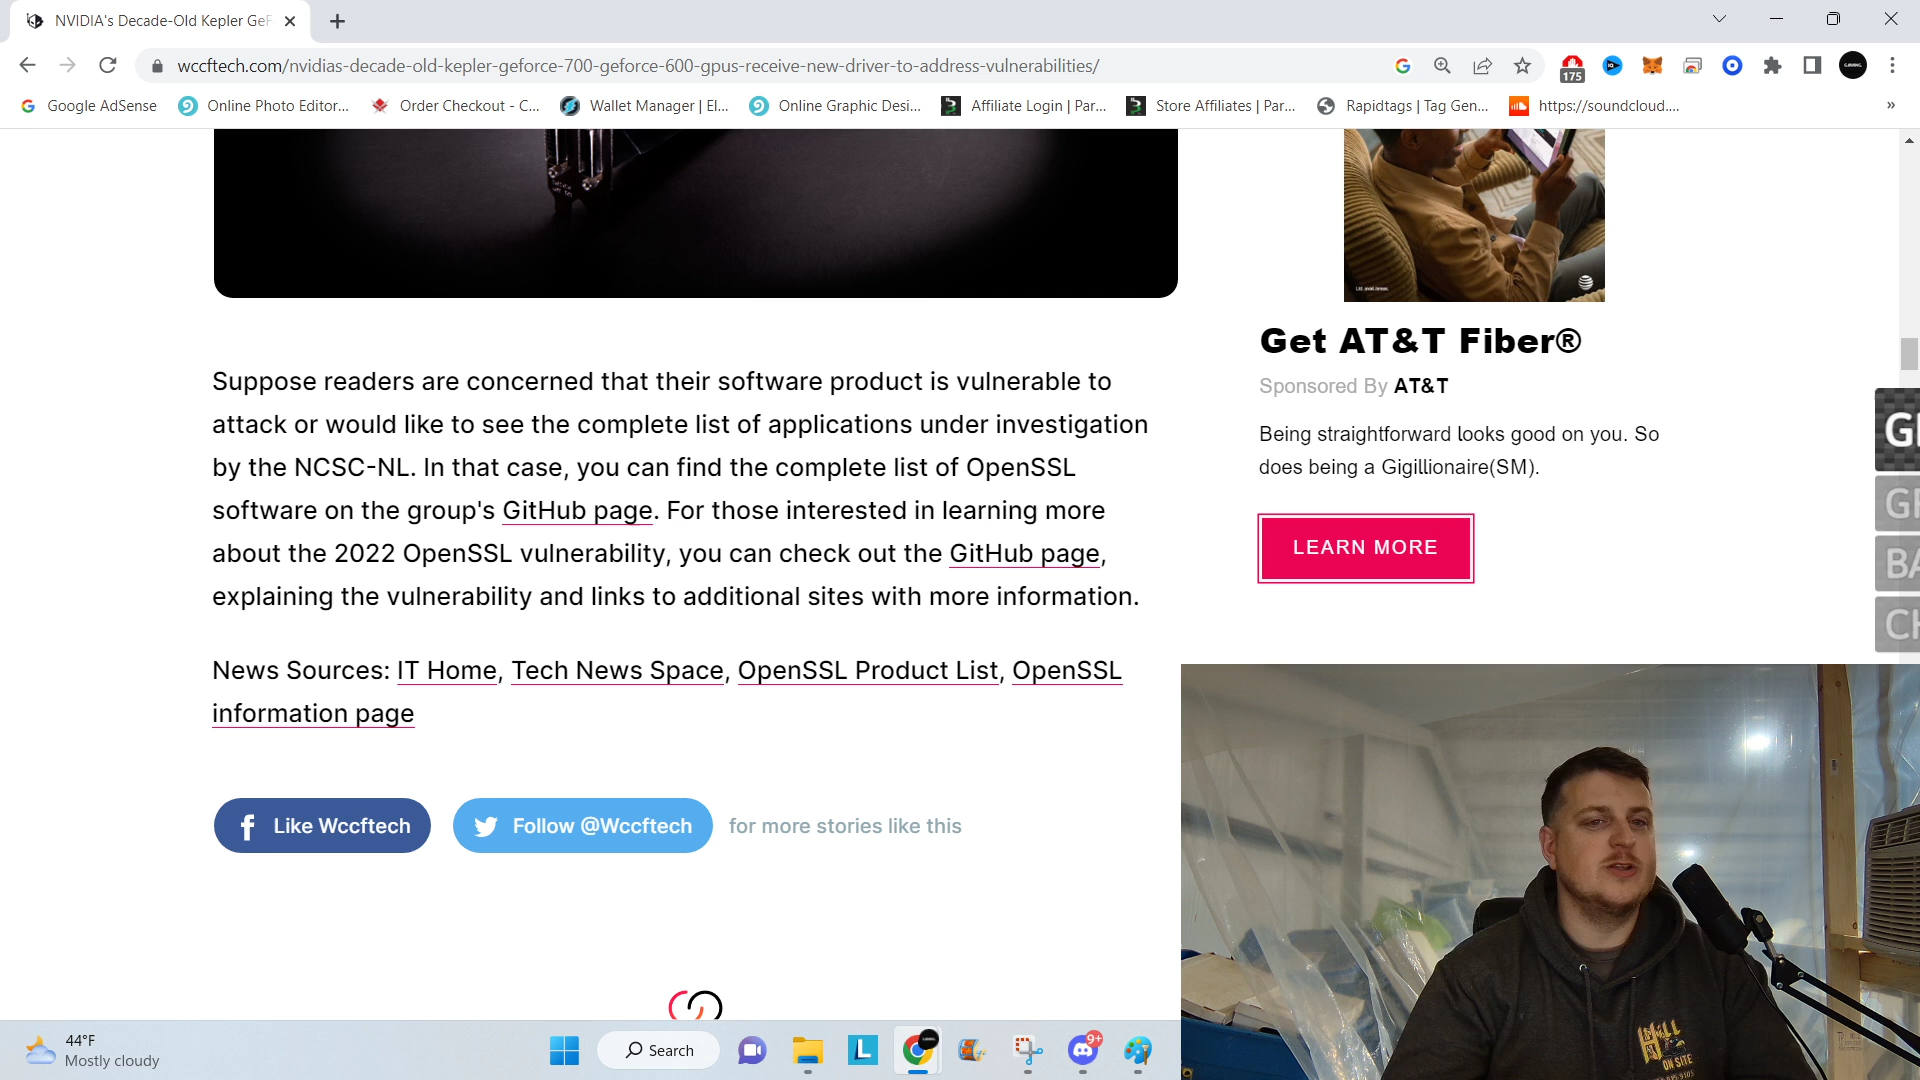 NVIDIA's Decade-Old Kepler GeF
wccftech.com/nvidias-decade-old-kepler-geforce-700-geforce-600-gpus-receive-new-driver-to-address-vulnerabilities/
175
Google AdSense
Online Photo Editor...
Order Checkout - C...
Wallet Manager | El...
Online Graphic Desi...
Affiliate Login | Par...
Store Affiliates | Par...
Rapidtags | Tag Gen...
https://soundcloud....
»
Get AT&T Fiber®
Sponsored By AT&T
Being straightforward looks good on you. So
does being a Gigillionaire(SM).
LEARN MORE
Suppose readers are concerned that their software product is vulnerable to
attack or would like to see the complete list of applications under investigation
by the NCSC-NL. In that case, you can find the complete list of OpenSSL
software on the group's GitHub page. For those interested in learning more
about the 2022 OpenSSL vulnerability, you can check out the GitHub page,
explaining the vulnerability and links to additional sites with more information.
News Sources: IT Home, Tech News Space, OpenSSL Product List, OpenSSL
information page
f Like Wccftech
Follow @Wccftech
for more stories like this
BA
CH
HILL
ON SITE
44°F
Mostly cloudy
Search
L
9+